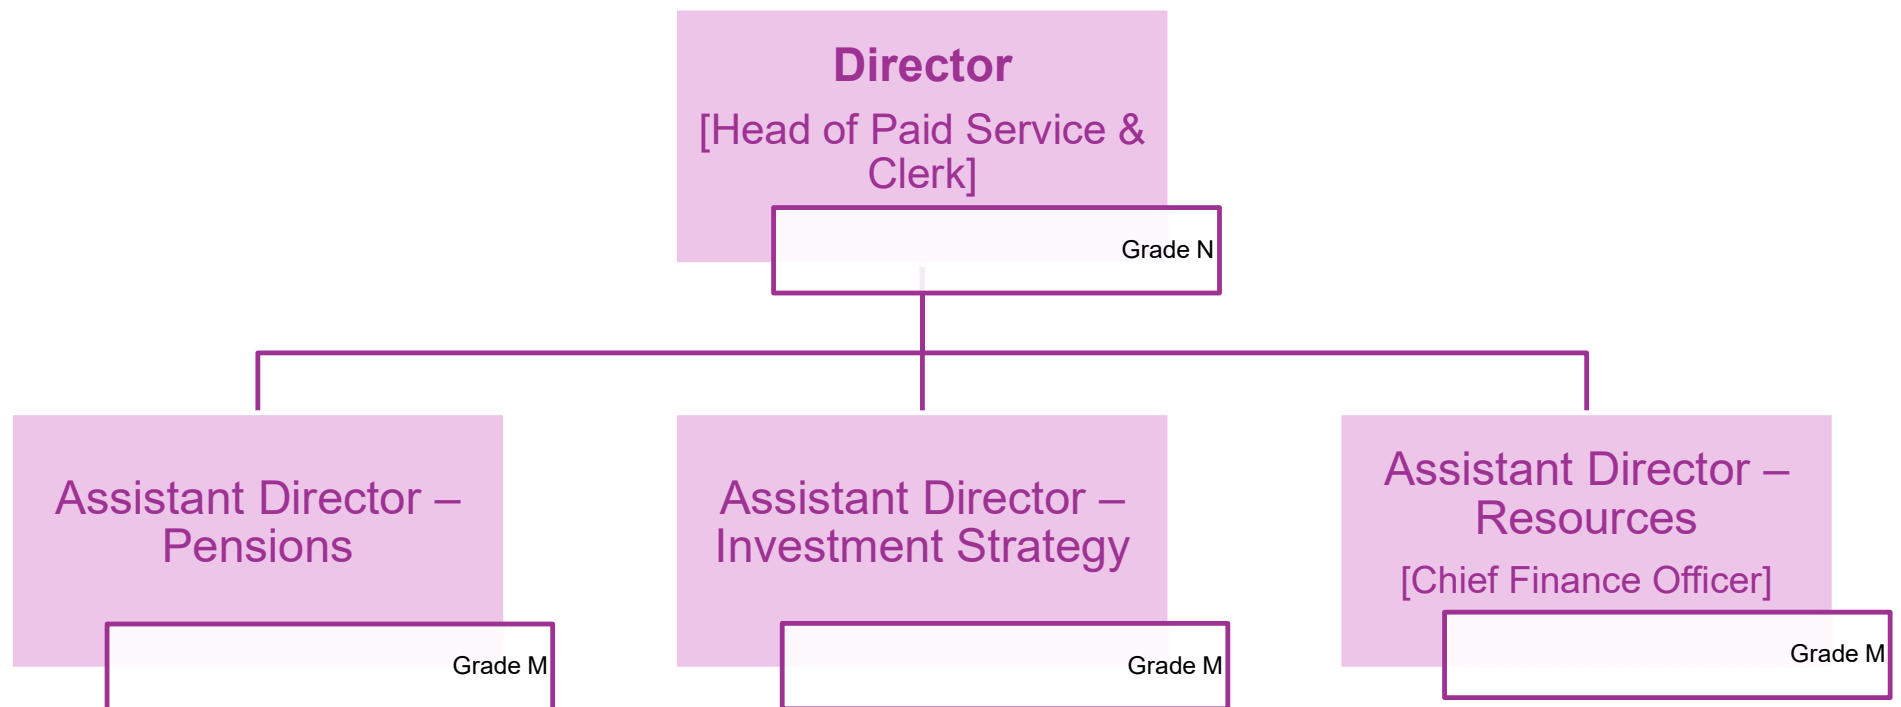 Director
[Head of Paid Service &
Clerk]
Grade N
Assistant Director –
Pensions
Grade M
Assistant Director –
Investment Strategy
Grade M
Assistant Director –
Resources
[Chief Finance Officer]
Grade M